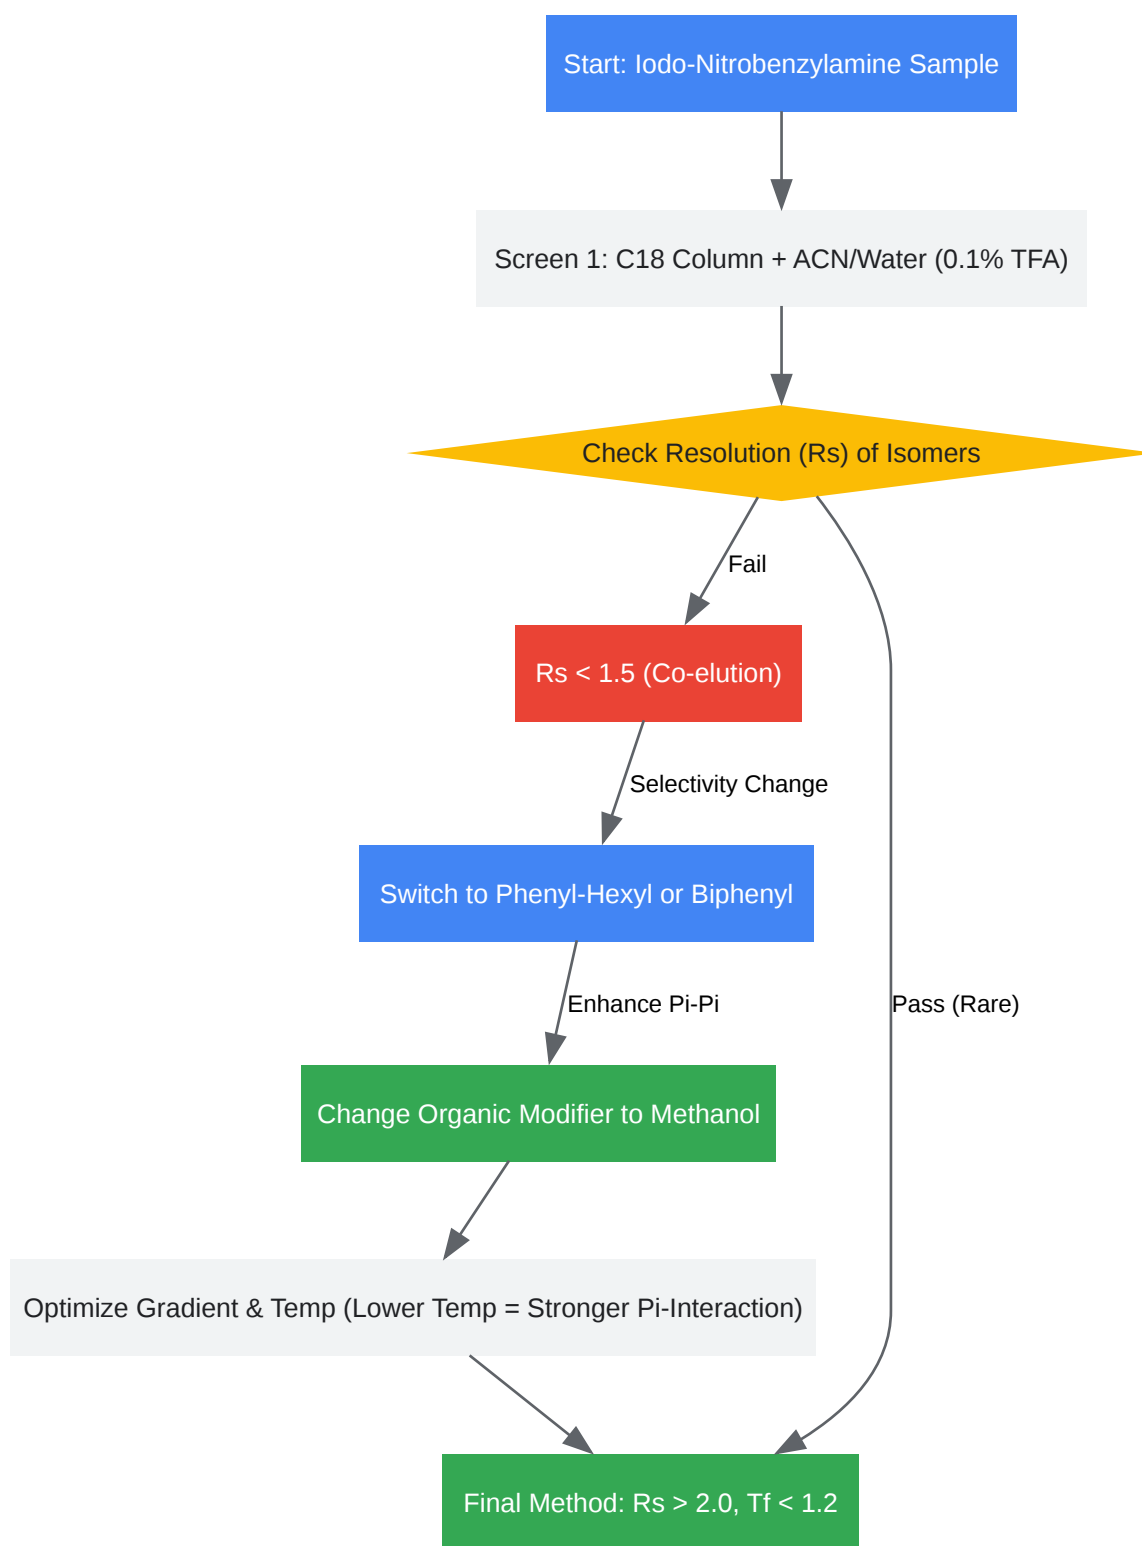 Start: Iodo-Nitrobenzylamine Sample
Screen 1: C18 Column + ACN/Water (0.1% TFA)
Check Resolution (Rs) of Isomers
Fail
Rs < 1.5 (Co-elution)
Selectivity Change
Switch to Phenyl-Hexyl or Biphenyl
Enhance Pi-Pi
Pass (Rare)
Change Organic Modifier to Methanol
Optimize Gradient & Temp (Lower Temp = Stronger Pi-Interaction)
Final Method: Rs > 2.0, Tf < 1.2